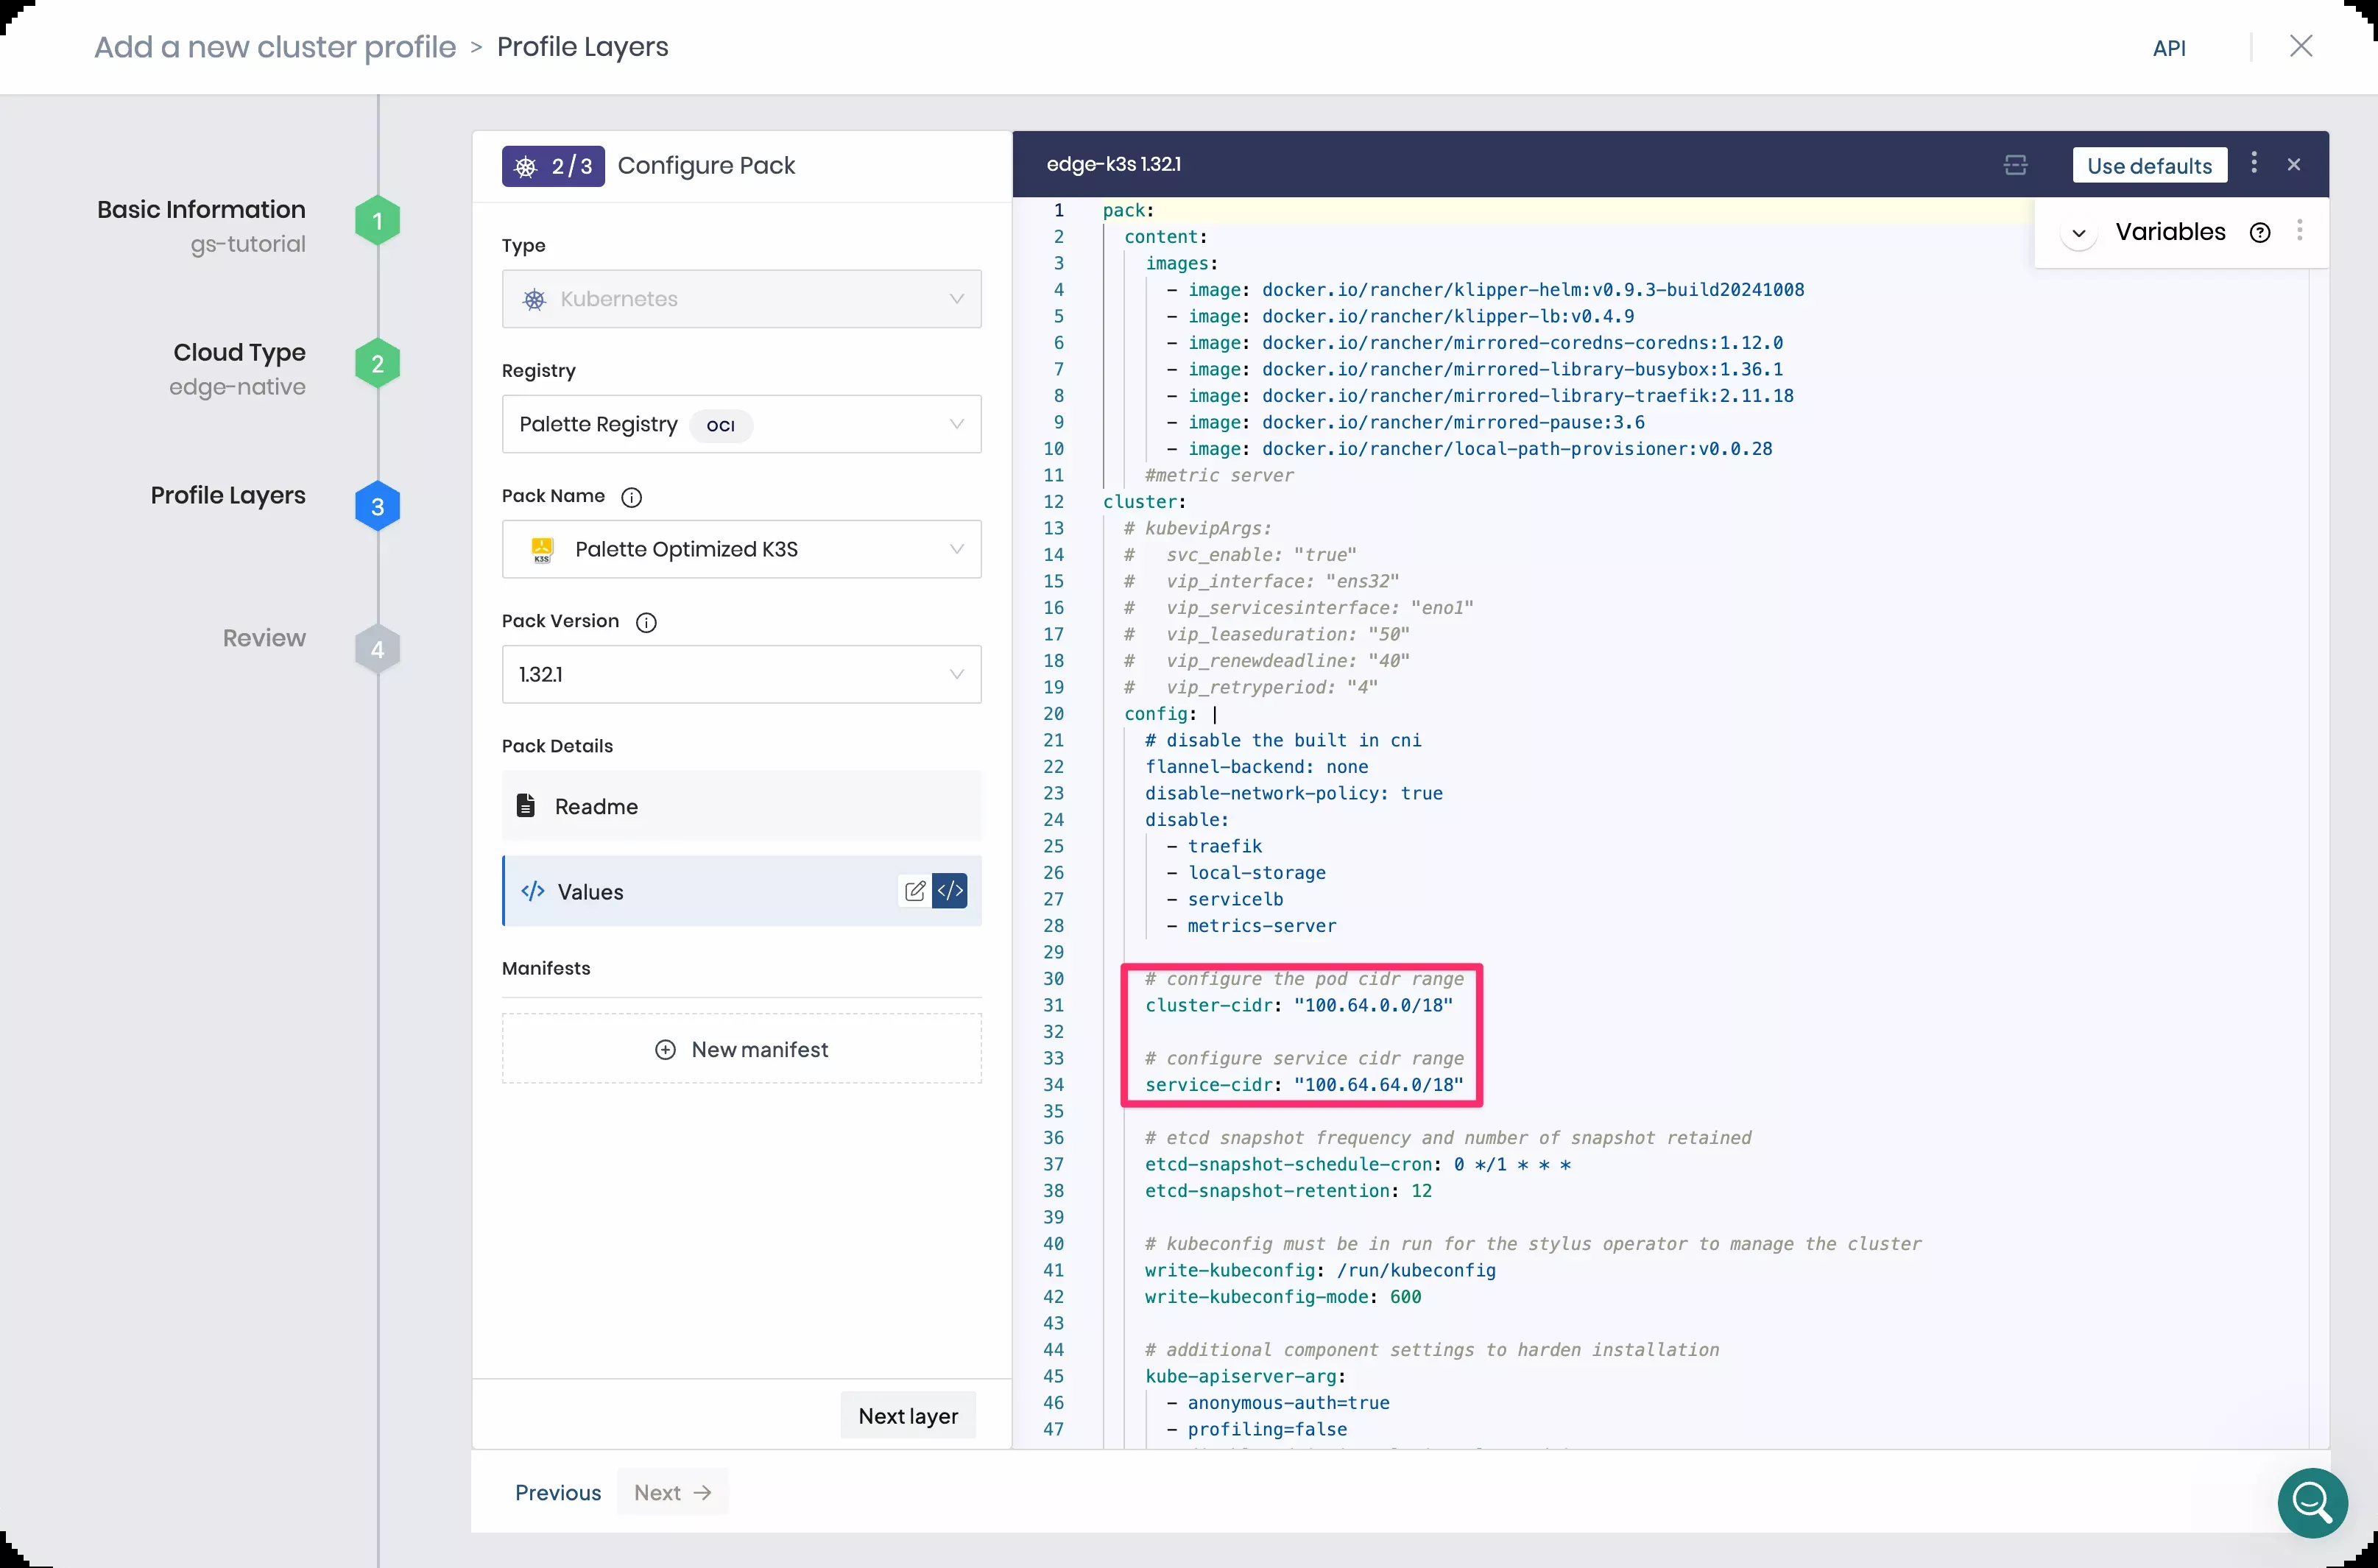 Add a new cluster profile > Profile Layers
API
Basic Information
gs-tutorial
1
Cloud Type
edge-native
2
Profile Layers
3
Review
4
2/3 Configure Pack
Type
Kubernetes
Registry
Palette Registry OCI
Pack Name
K3S Palette Optimized K3S
Pack Version
1.32.1
Pack Details
Readme
</> Values </>
Manifests
New manifest
Next layer
Previous Next →
edge-k3s 1.32.1
Use defaults
Variables
1 pack:
2 content:
3 images:
4 - image: docker.io/rancher/klipper-helm:v0.9.3-build20241008
5 - image: docker.io/rancher/klipper-lb:v0.4.9
6 - image: docker.io/rancher/mirrored-coredns-coredns:1.12.0
7 - image: docker.io/rancher/mirrored-library-busybox:1.36.1
8 - image: docker.io/rancher/mirrored-library-traefik:2.11.18
9 - image: docker.io/rancher/mirrored-pause:3.6
10 - image: docker.io/rancher/local-path-provisioner:v0.0.28
11 #metric server
12 cluster:
13 # kubevipArgs:
14 # svc_enable: "true"
15 # vip_interface: "ens32"
16 # vip_servicesinterface: "eno1"
17 # vip_leaseduration: "50"
18 # vip_renewdeadline: "40"
19 # vip_retryperiod: "4"
20 config: |
21 # disable the built in cni
22 flannel-backend: none
23 disable-network-policy: true
24 disable:
25 - traefik
26 - local-storage
27 - servicelb
28 - metrics-server
29
30 # configure the pod cidr range
31 cluster-cidr: "100.64.0.0/18"
32
33 # configure service cidr range
34 service-cidr: "100.64.64.0/18"
35
36 # etcd snapshot frequency and number of snapshot retained
37 etcd-snapshot-schedule-cron: 0 */1 * * *
38 etcd-snapshot-retention: 12
39
40 # kubeconfig must be in run for the stylus operator to manage the cluster
41 write-kubeconfig: /run/kubeconfig
42 write-kubeconfig-mode: 600
43
44 # additional component settings to harden installation
45 kube-apiserver-arg:
46 - anonymous-auth=true
47 - profiling=false